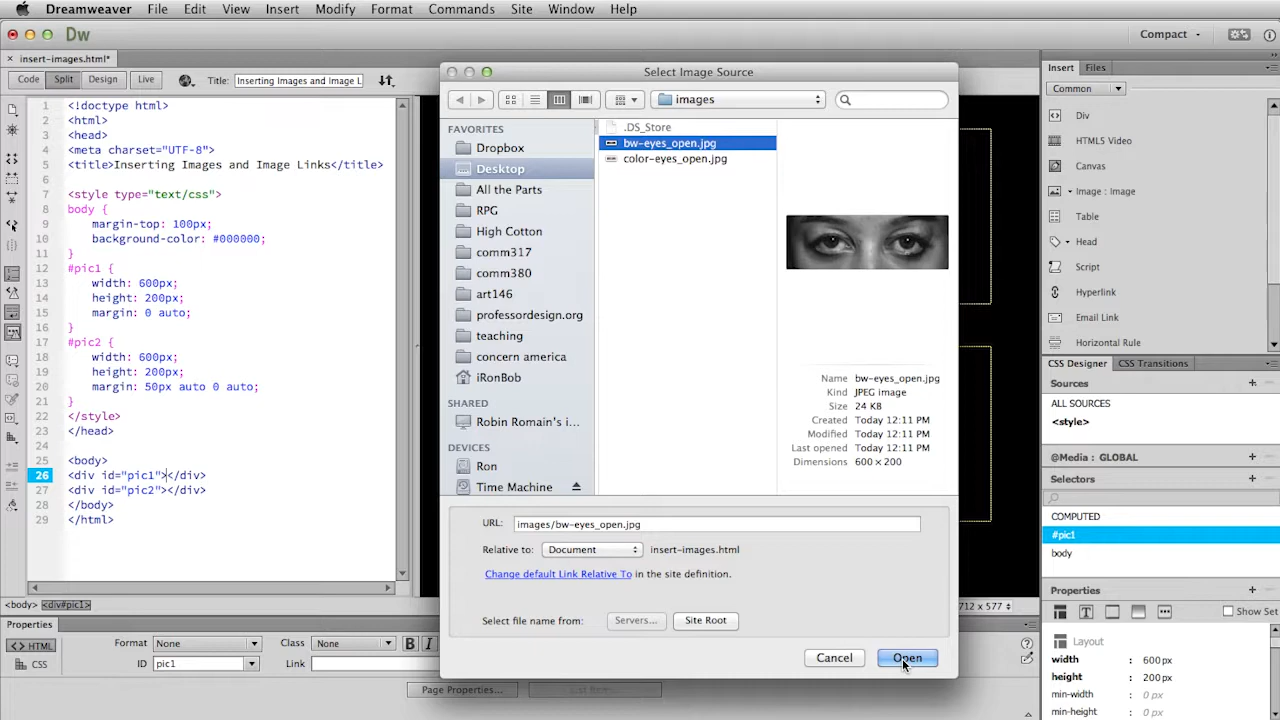 Dreamweaver File Edit View Insert Modify Format Commands Site Window Help
Dw
Compact
× insert-images.html*
Code Split Design Live Title: Inserting Images and Image L
1 <!doctype html>
2 <html>
3 <head>
4 <meta charset="UTF-8">
5 <title>Inserting Images and Image Links</title>
6
7 <style type="text/css">
8 body {
9 margin-top: 100px;
10 background-color: #000000;
11 }
12 #pic1 {
13 width: 600px;
14 height: 200px;
15 margin: 0 auto;
16 }
17 #pic2 {
18 width: 600px;
19 height: 200px;
20 margin: 50px auto 0 auto;
21 }
22 </style>
23 </head>
24
25 <body>
26 <div id="pic1"></div>
27 <div id="pic2"></div>
28 </body>
29 </html>
<body> <div#pic1>
712 x 577
Properties
HTML
CSS
Format None Class None B I
ID pic1 Link
Page Properties...
Select Image Source
images
FAVORITES
Dropbox
Desktop
All the Parts
RPG
High Cotton
comm317
comm380
art146
professordesign.org
teaching
concern america
iRonBob
SHARED
Robin Romain's i...
DEVICES
Ron
Time Machine
.DS_Store
bw-eyes_open.jpg
color-eyes_open.jpg
Name bw-eyes_open.jpg
Kind JPEG image
Size 24 KB
Created Today 12:11 PM
Modified Today 12:11 PM
Last opened Today 12:11 PM
Dimensions 600 × 200
URL: images/bw-eyes_open.jpg
Relative to: Document insert-images.html
Change default Link Relative To in the site definition.
Select file name from: Servers... Site Root
Cancel Open
Insert Files
Common
Div
HTML5 Video
Canvas
Image : Image
Table
Head
Script
Hyperlink
Email Link
Horizontal Rule
CSS Designer CSS Transitions
Sources
ALL SOURCES
<style>
@Media : GLOBAL
Selectors
COMPUTED
#pic1
body
Properties
Show Set
Layout
width : 600 px
height : 200 px
min-width : 0 px
min-height : 0 px